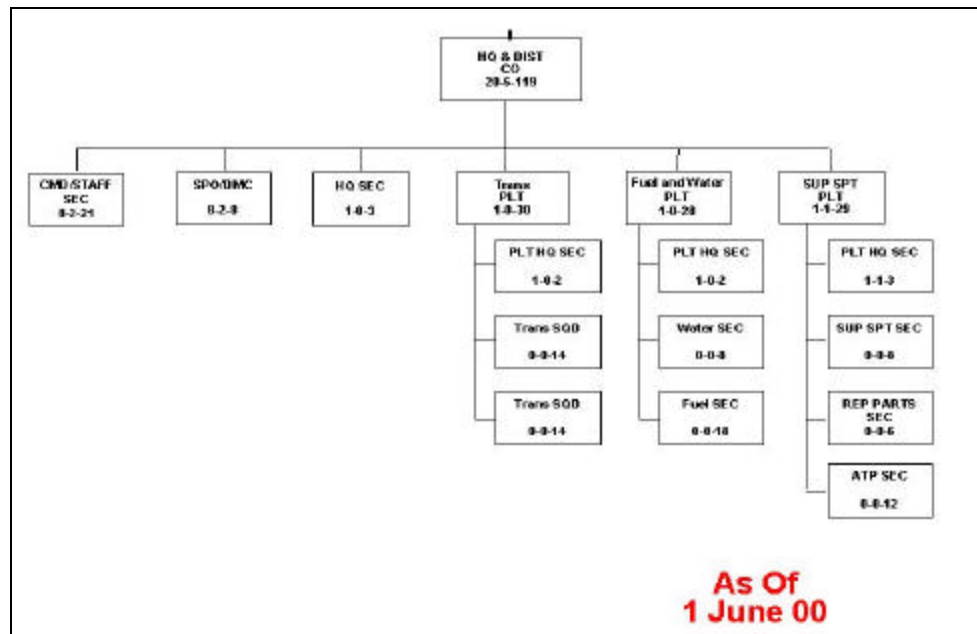 HQ & DIST
CO
20-5-119
CMD/STAFF
SEC
8-2-21
SPO/DMC
8-2-8
HQ SEC
1-0-3
Trans
PLT
1-0-30
Fuel and Water
PLT
1-0-28
SUP SPT
PLT
1-1-29
PLT HQ SEC
1-0-2
Trans SQD
0-0-14
Trans SQD
0-0-14
PLT HQ SEC
1-0-2
Water SEC
0-0-8
Fuel SEC
0-0-18
PLT HQ SEC
1-1-3
SUP SPT SEC
0-0-8
REP PARTS
SEC
0-0-6
ATP SEC
0-0-12
As Of
1 June 00